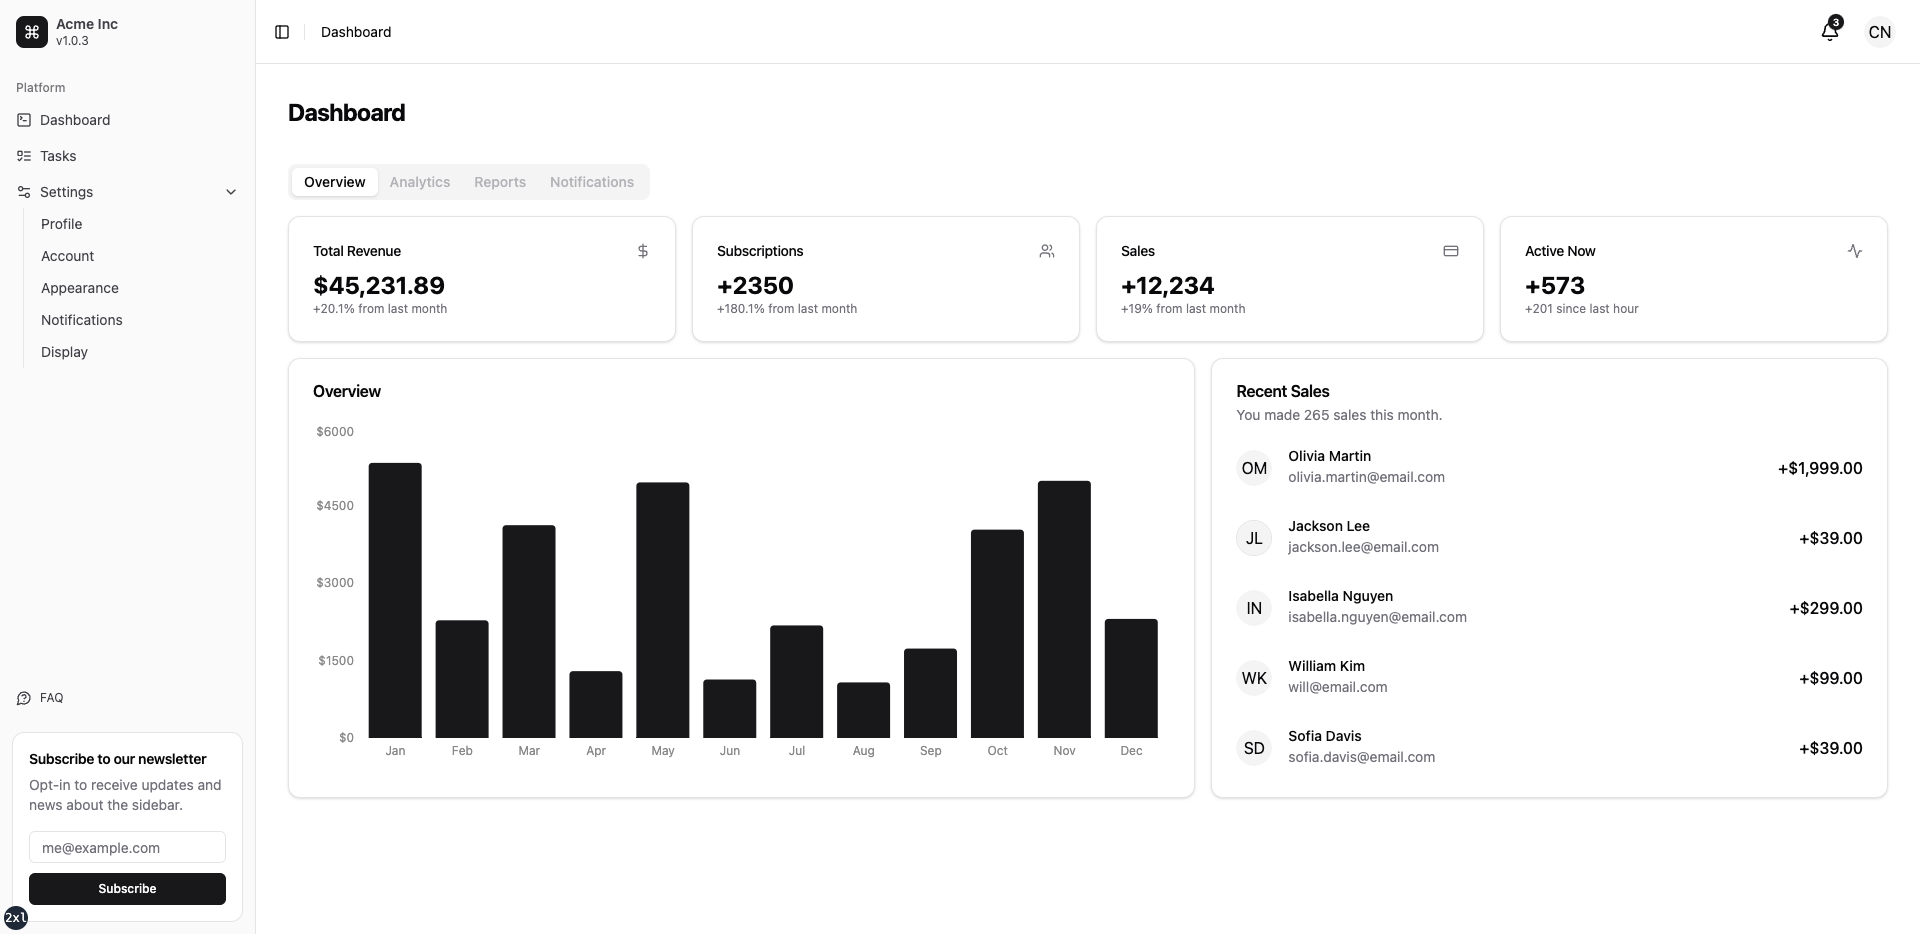 Acme Inc
v1.0.3
Platform
Dashboard
Tasks
Settings
Profile
Account
Appearance
Notifications
Display
FAQ
Subscribe to our newsletter
Opt-in to receive updates and
news about the sidebar.
me@example.com
Subscribe
2xl
Dashboard
3
CN
Dashboard
Overview
Analytics
Reports
Notifications
Total Revenue
$45,231.89
+20.1% from last month
Subscriptions
+2350
+180.1% from last month
Sales
+12,234
+19% from last month
Active Now
+573
+201 since last hour
Overview
$6000
$4500
$3000
$1500
$0
Jan Feb Mar Apr May Jun Jul Aug Sep Oct Nov Dec
Recent Sales
You made 265 sales this month.
OM
Olivia Martin
olivia.martin@email.com
+$1,999.00
JL
Jackson Lee
jackson.lee@email.com
+$39.00
IN
Isabella Nguyen
isabella.nguyen@email.com
+$299.00
WK
William Kim
will@email.com
+$99.00
SD
Sofia Davis
sofia.davis@email.com
+$39.00